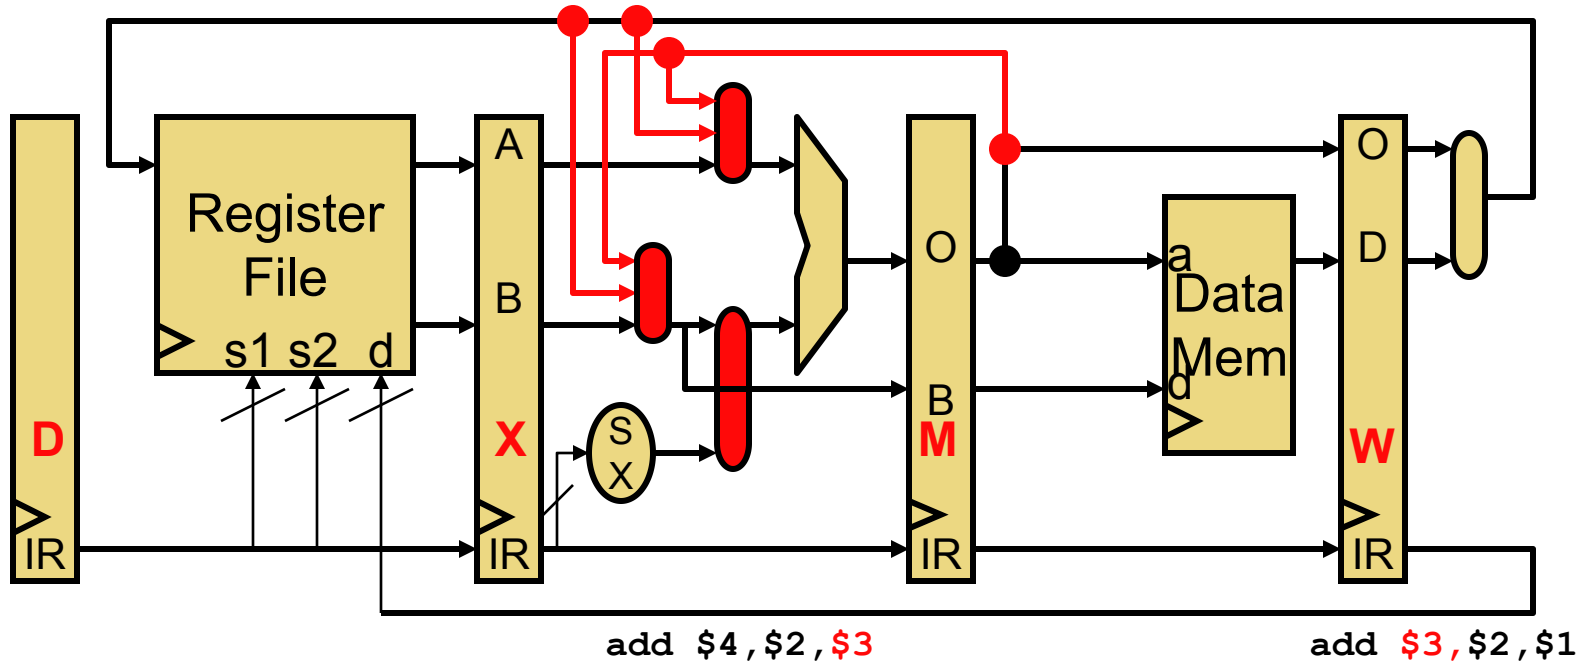 Register
File
s1 s2 d
D
IR
A
B
X
IR
S
X
O
B
M
IR
a
Data
Mem
d
O
D
W
IR
add $4,$2,$3
add $3,$2,$1